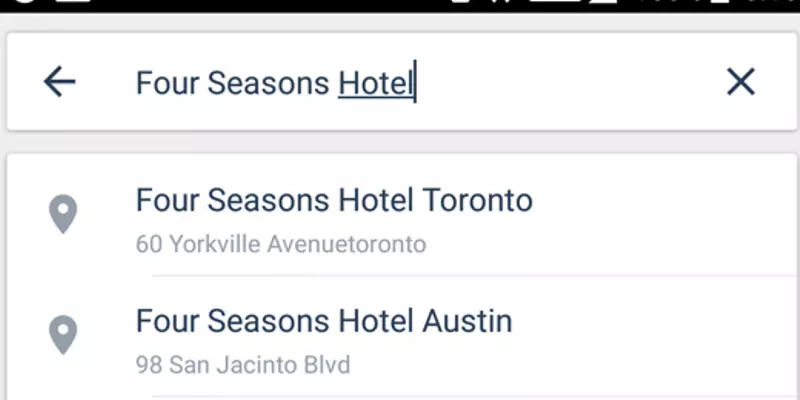 Four Seasons Hotel
Four Seasons Hotel Toronto
60 Yorkville Avenuetoronto
Four Seasons Hotel Austin
98 San Jacinto Blvd